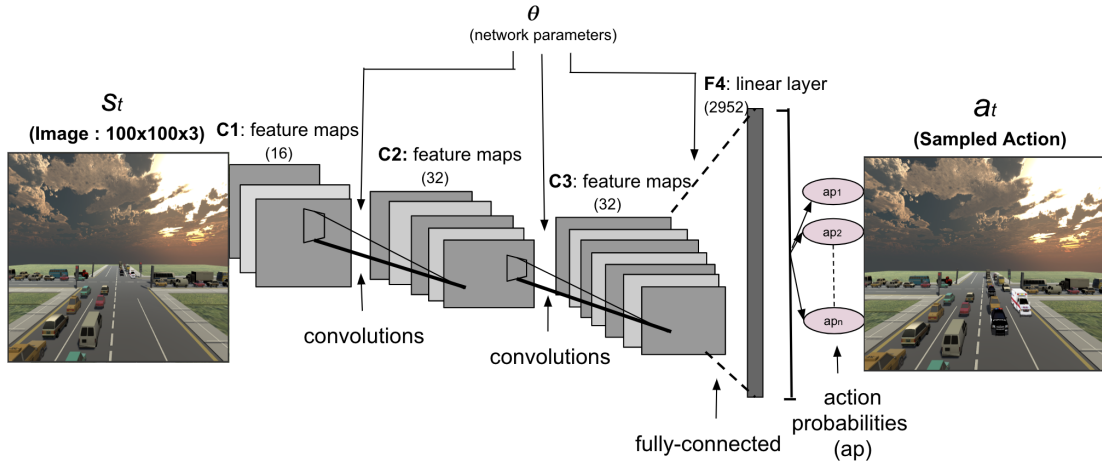 θ
(network parameters)
St
(Image : 100x100x3)
C1: feature maps
(16)
C2: feature maps
(32)
C3: feature maps
(32)
F4: linear layer
(2952)
at
(Sampled Action)
ap1
ap2
apn
convolutions
convolutions
fully-connected
action
probabilities
(ap)